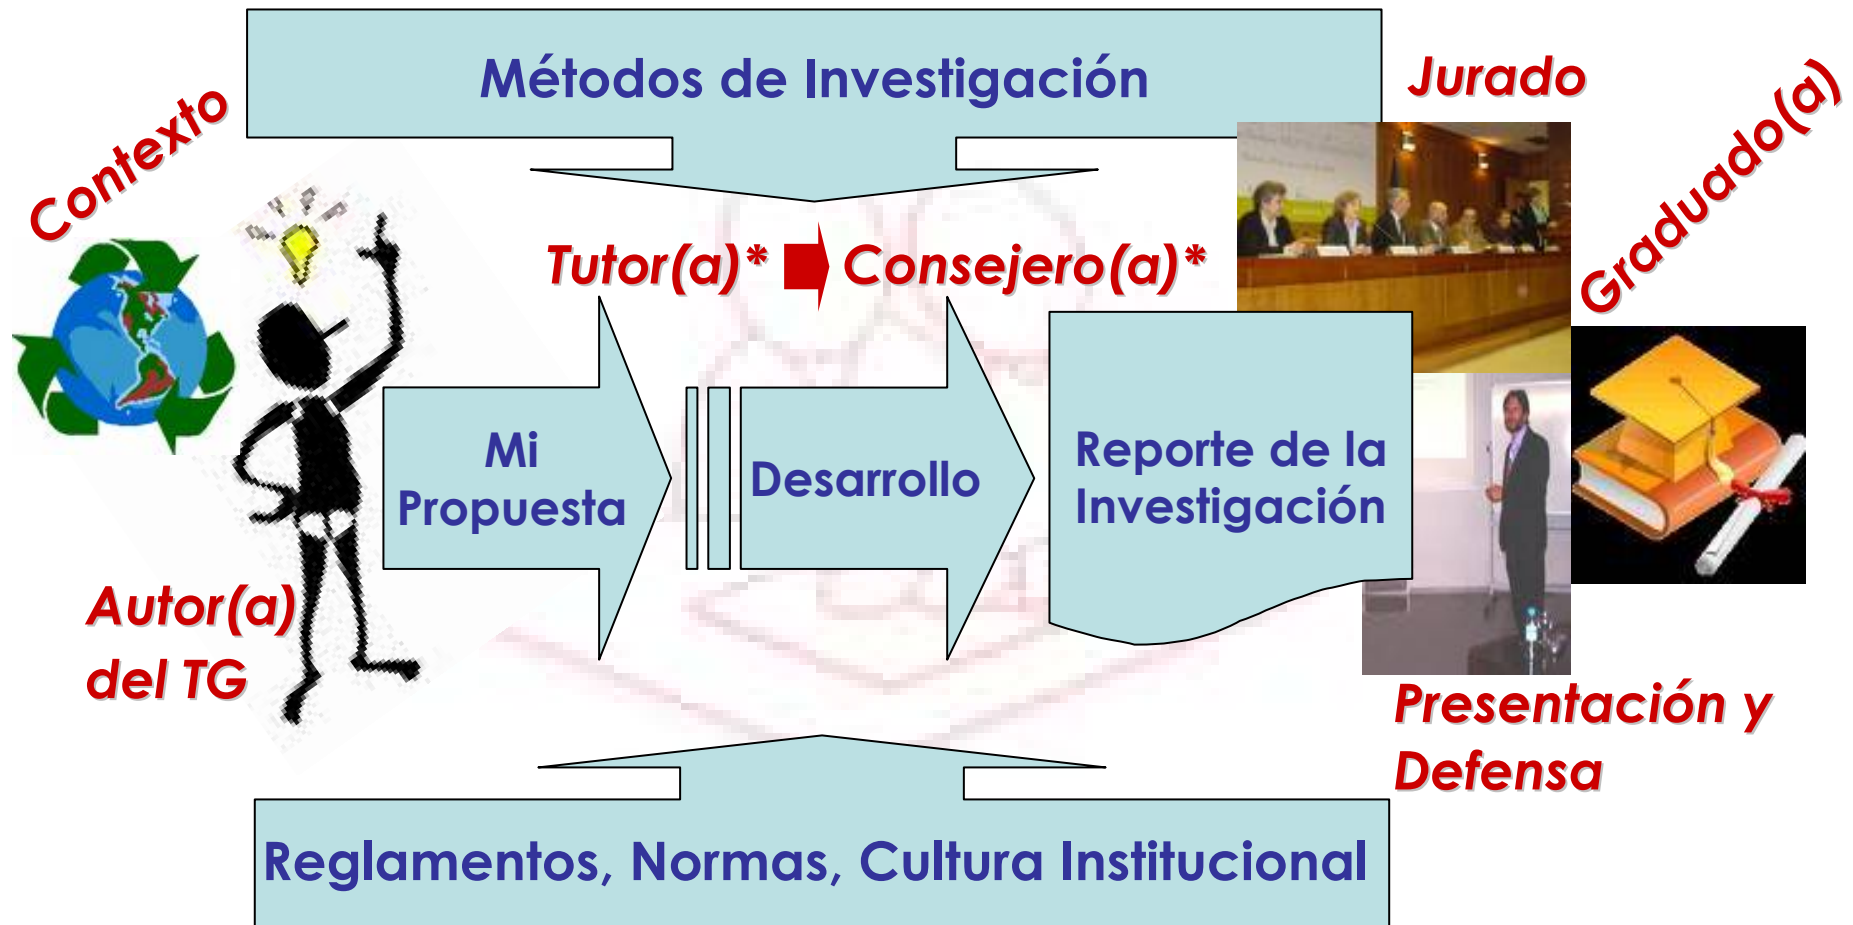 Métodos de Investigación
Jurado
Contexto
Graduado(a)
Tutor(a)* Consejero(a)*
Mi
Propuesta
Desarrollo
Reporte de la
Investigación
Autor(a)
del TG
Presentación y
Defensa
Reglamentos, Normas, Cultura Institucional